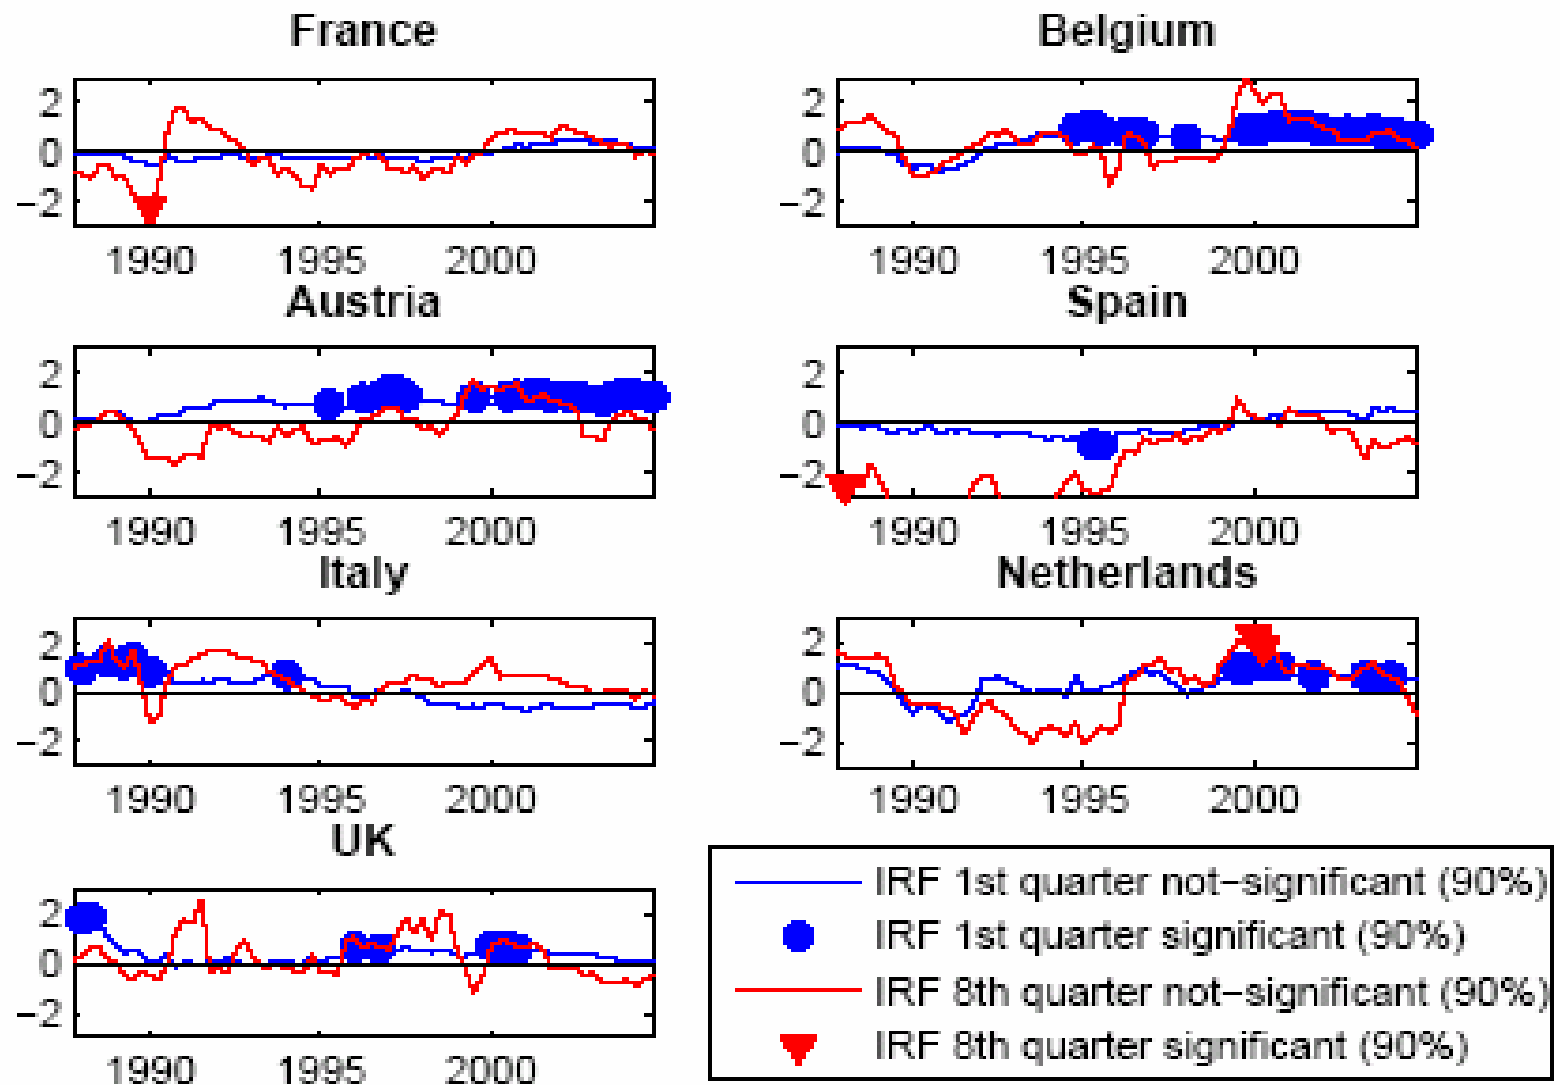 France
2
0
−2
1990 1995 2000
Belgium
2
0
−2
1990 1995 2000
Austria
2
0
−2
1990 1995 2000
Spain
2
0
−2
1990 1995 2000
Italy
2
0
−2
1990 1995 2000
Netherlands
2
0
−2
1990 1995 2000
UK
2
0
−2
1990 1995 2000
IRF 1st quarter not−significant (90%)
IRF 1st quarter significant (90%)
IRF 8th quarter not−significant (90%)
IRF 8th quarter significant (90%)